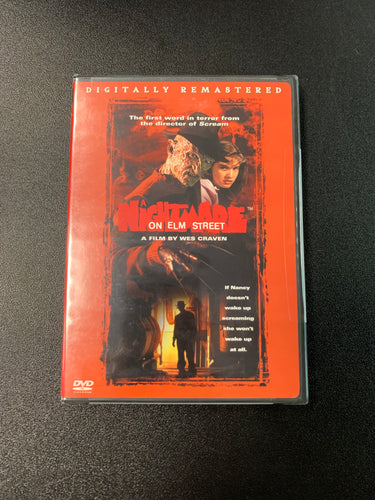 DIGITALLY REMASTERED
The first word in terror from
the director of Scream
A NIGHTMARE™
ON ELM STREET
A FILM BY WES CRAVEN
If Nancy
doesn't
wake up
screaming
she won't
wake up
at all.
DVD